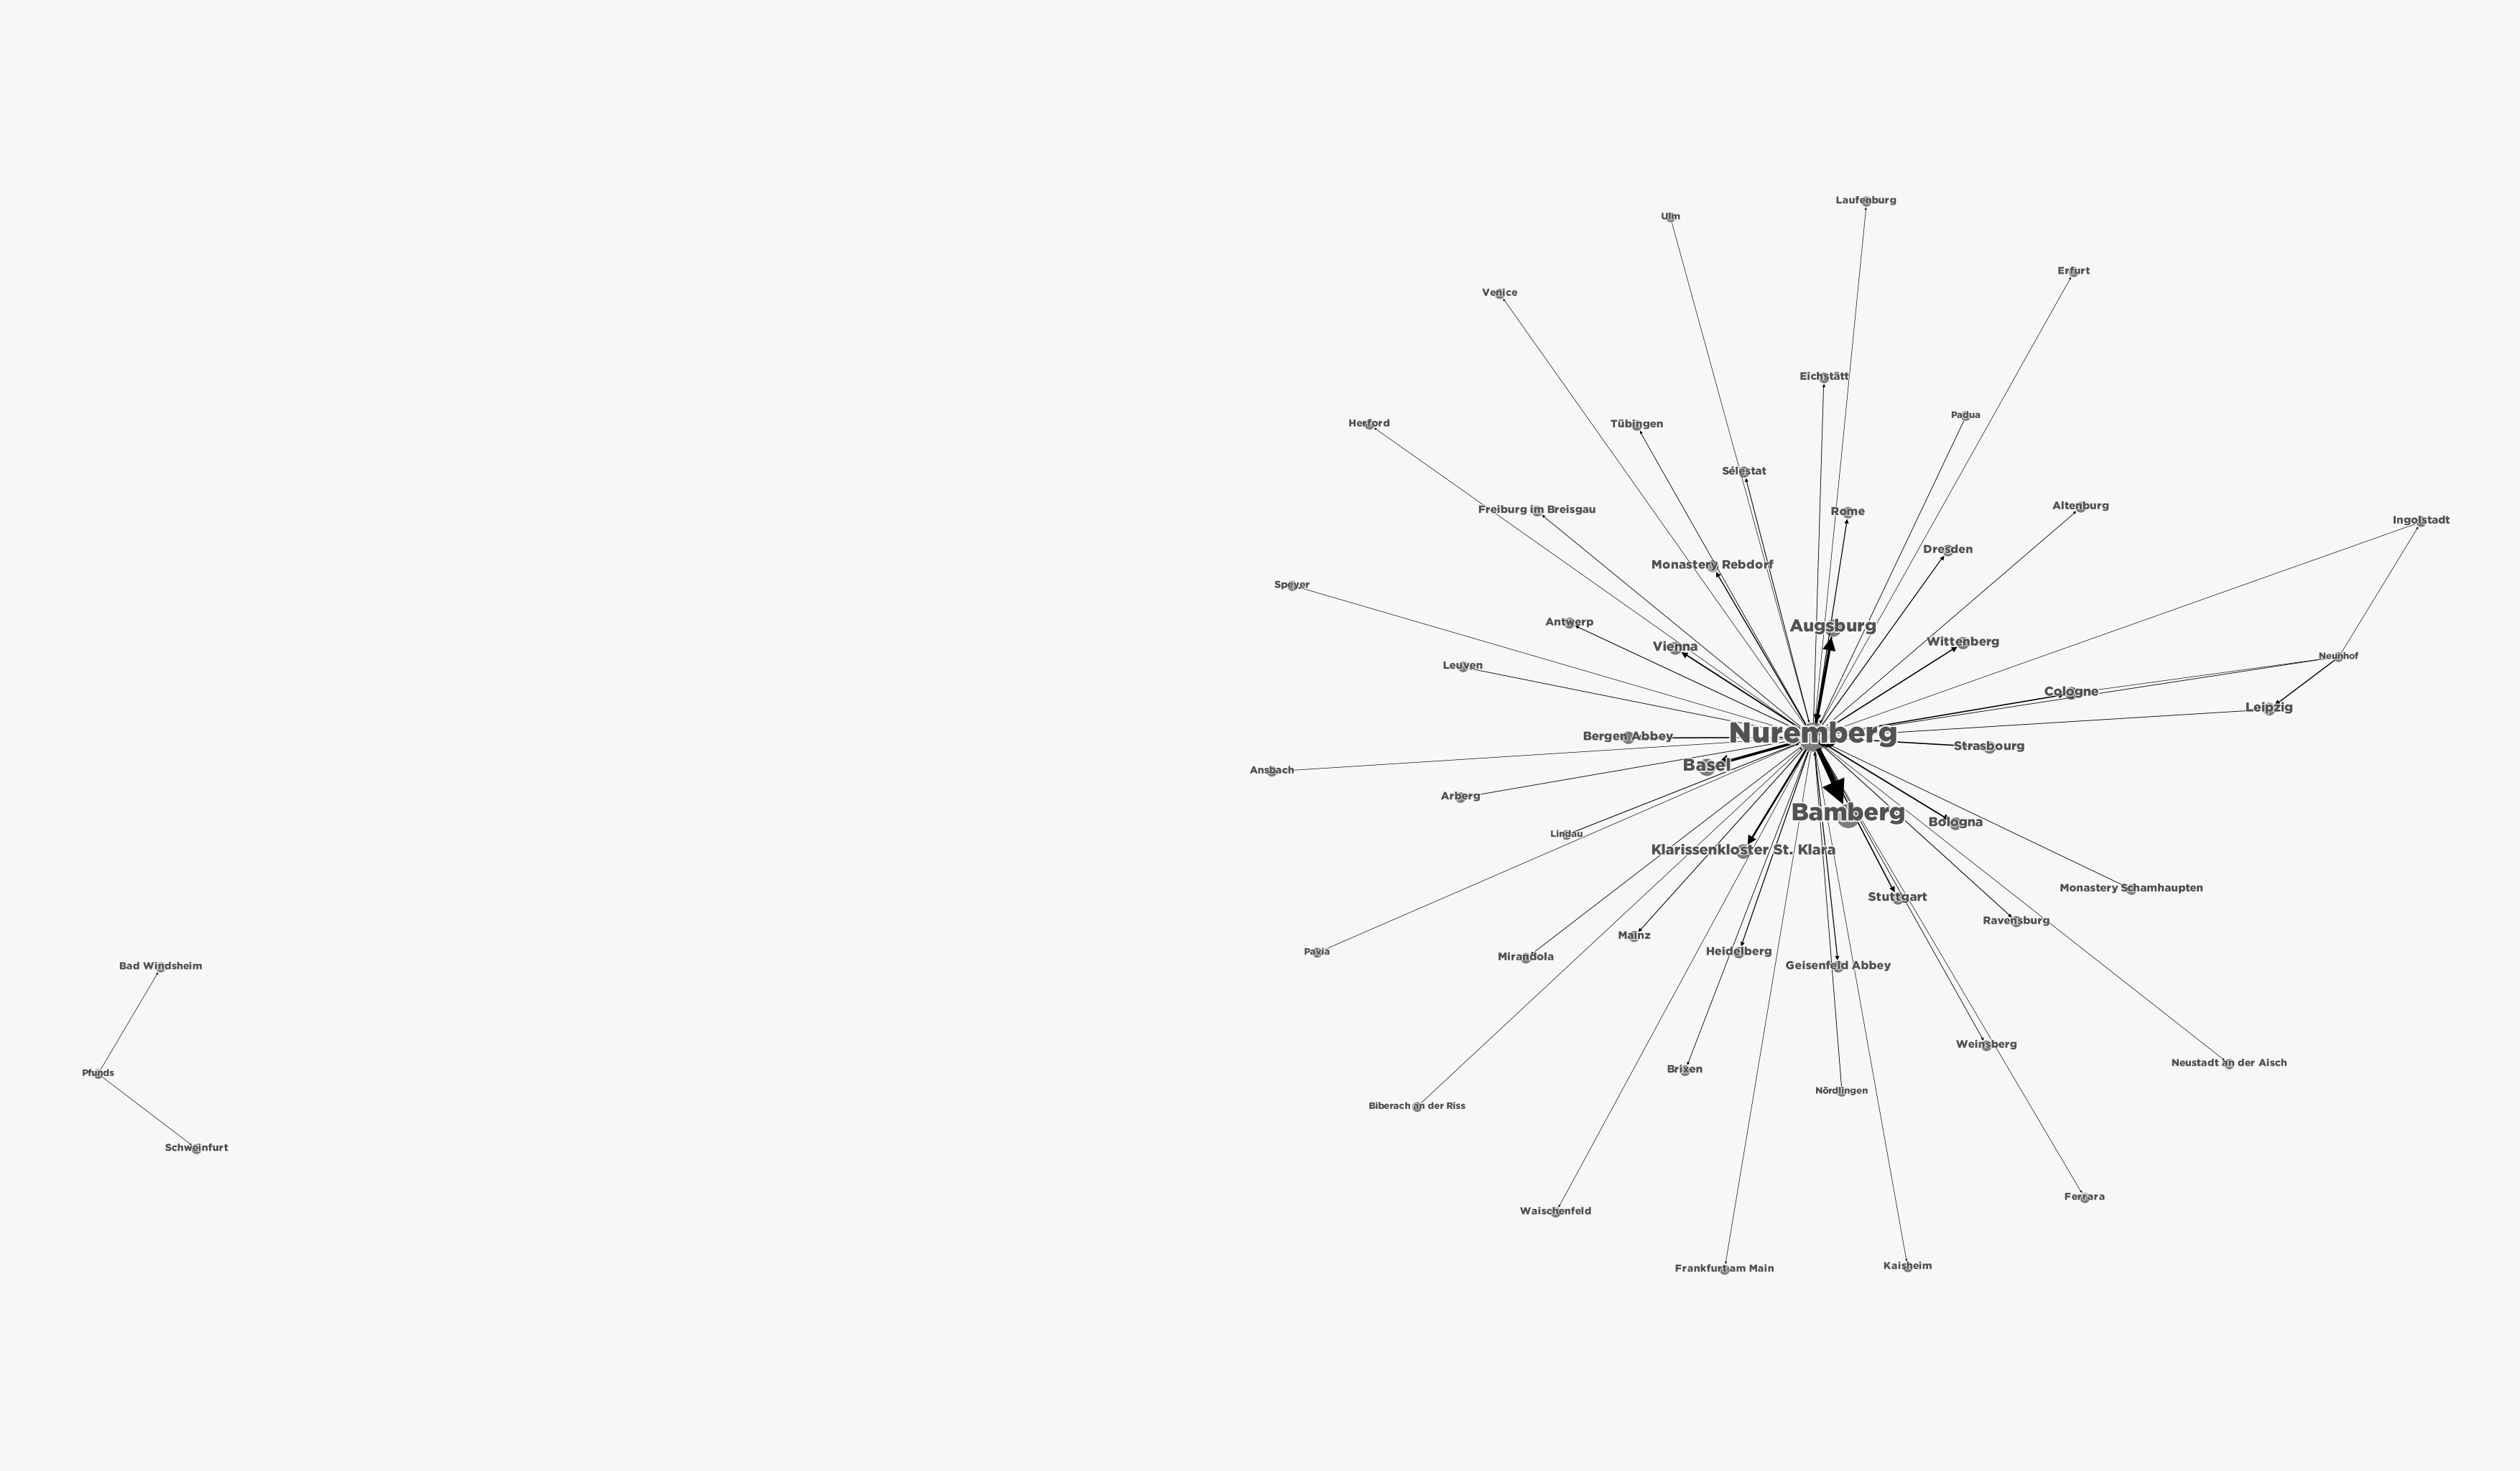 Laufenburg
Ulm
Erfurt
Venice
Eichstätt
Padua
Herford
Tübingen
Sélestat
Altenburg
Freiburg im Breisgau
Rome
Ingolstadt
Dresden
Monastery Rebdorf
Speyer
Antwerp
Augsburg
Wittenberg
Vienna
Neunhof
Leuven
Cologne
Leipzig
Nuremberg
Bergen Abbey
Strasbourg
Basel
Ansbach
Arberg
Bamberg
Bologna
Lindau
Klarissenkloster St. Klara
Monastery Schamhaupten
Stuttgart
Ravensburg
Mainz
Pavia
Heidelberg
Mirandola
Geisenfeld Abbey
Bad Windsheim
Weinsberg
Neustadt an der Aisch
Brixen
Pfunds
Nördlingen
Biberach an der Riss
Schweinfurt
Ferrara
Waischenfeld
Kaisheim
Frankfurt am Main